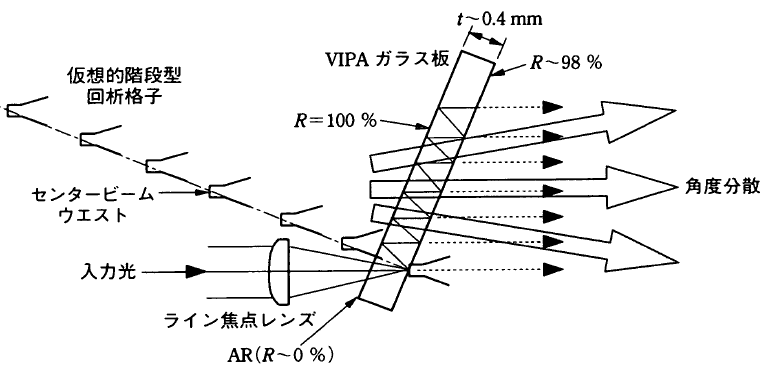 t～0.4 mm
VIPA ガラス板
R～98 %
仮想的階段型
回析格子
R＝100 %
センタービーム
ウエスト
角度分散
入力光
ライン焦点レンズ
AR(R～0 %)